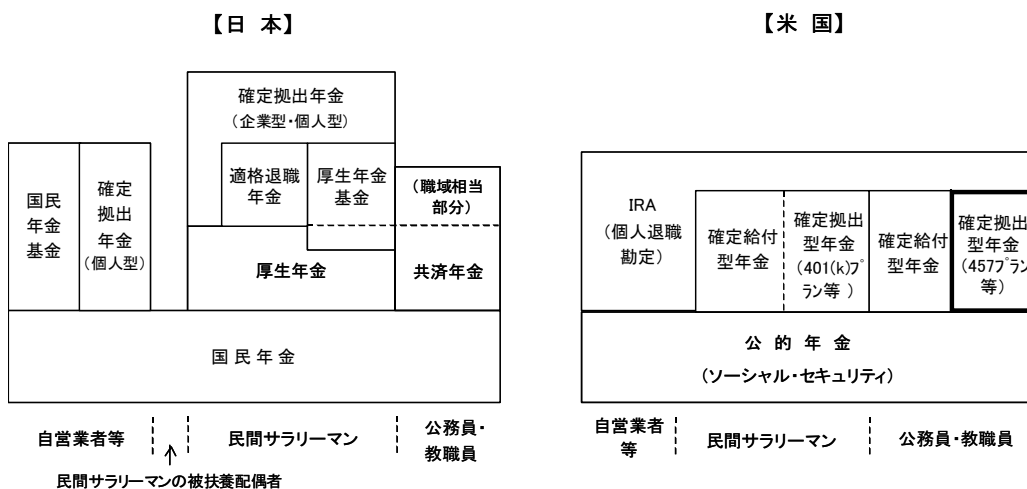 【日 本】
確定拠出年金
(企業型・個人型)
国民
年金
基金
確定
拠出
年金
(個人型)
適格退職
年金
厚生年金
基金
(職域相当
部分)
厚生年金
共済年金
国 民 年 金
自営業者等
民間サラリーマン
公務員・
教職員
民間サラリーマンの被扶養配偶者
【米 国】
IRA
(個人退職
勘定)
確定給付
型年金
確定拠出
型年金
(401(k)プ
ラン等)
確定給付
型年金
確定拠出
型年金
(457プラン
等)
公 的 年 金
(ソーシャル・セキュリティ)
自営業者
等
民間サラリーマン
公務員・教職員